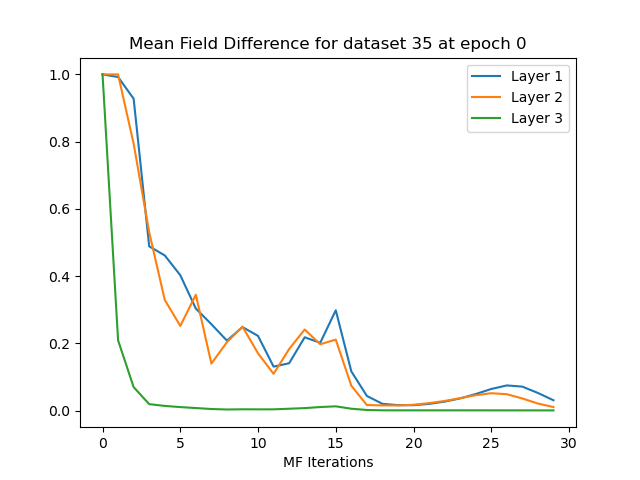 Mean Field Difference for dataset 35 at epoch 0
1.0
0.8
0.6
0.4
0.2
0.0
Layer 1
Layer 2
Layer 3
0 5 10 15 20 25 30
MF Iterations